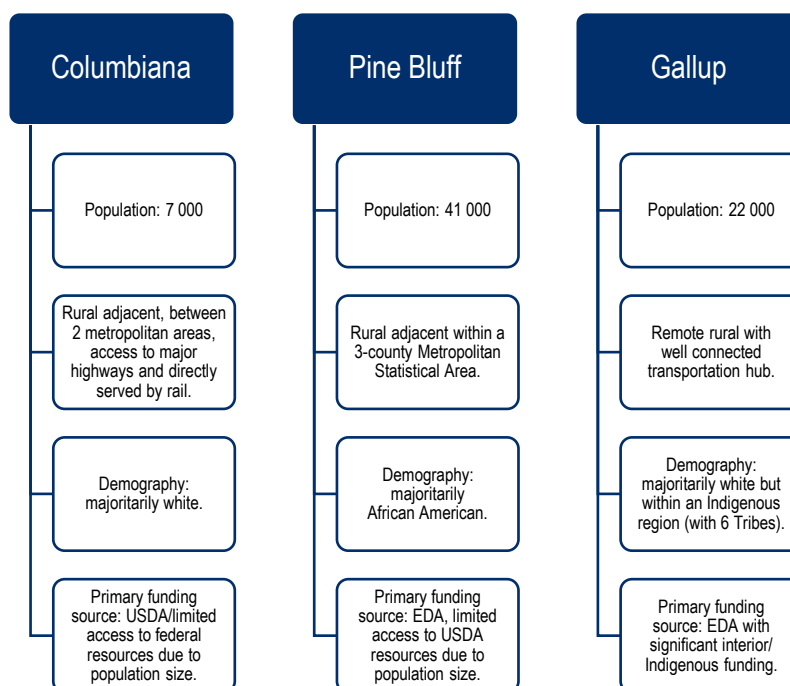 Columbiana
Population: 7 000
Rural adjacent, between
2 metropolitan areas,
access to major
highways and directly
served by rail.
Demography:
majoritarily white.
Primary funding
source: USDA/limited
access to federal
resources due to
population size.
Pine Bluff
Population: 41 000
Rural adjacent within a
3-county Metropolitan
Statistical Area.
Demography:
majoritarily
African American.
Primary funding
source: EDA, limited
access to USDA
resources due to
population size.
Gallup
Population: 22 000
Remote rural with
well connected
transportation hub.
Demography:
majoritarily white but
within an Indigenous
region (with 6 Tribes).
Primary funding
source: EDA with
significant interior/
Indigenous funding.